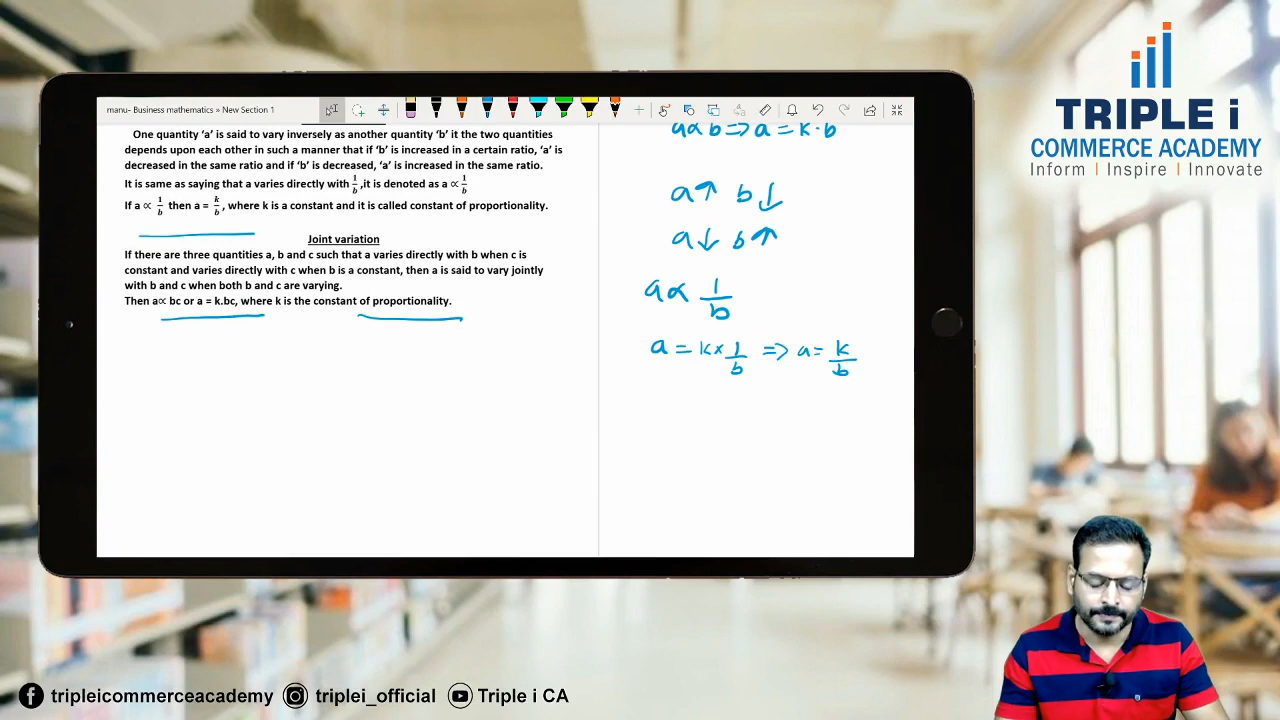 TRIPLE i
COMMERCE ACADEMY
Inform | Inspire | Innovate
manu- Business mathematics » New Section 1
One quantity ‘a’ is said to vary inversely as another quantity ‘b’ it the two quantities
depends upon each other in such a manner that if ‘b’ is increased in a certain ratio, ‘a’ is
decreased in the same ratio and if ‘b’ is decreased, ‘a’ is increased in the same ratio.
It is same as saying that a varies directly with 1/b ,it is denoted as a ∝ 1/b
If a ∝ 1/b then a = k/b , where k is a constant and it is called constant of proportionality.
Joint variation
If there are three quantities a, b and c such that a varies directly with b when c is
constant and varies directly with c when b is a constant, then a is said to vary jointly
with b and c when both b and c are varying.
Then a∝ bc or a = k.bc, where k is the constant of proportionality.
a∝b ⇒ a = k·b
a↑ b↓
a↓ b↑
a∝ 1/b
a = k× 1/b ⇒ a = k/b
tripleicommerceacademy triplei_official Triple i CA